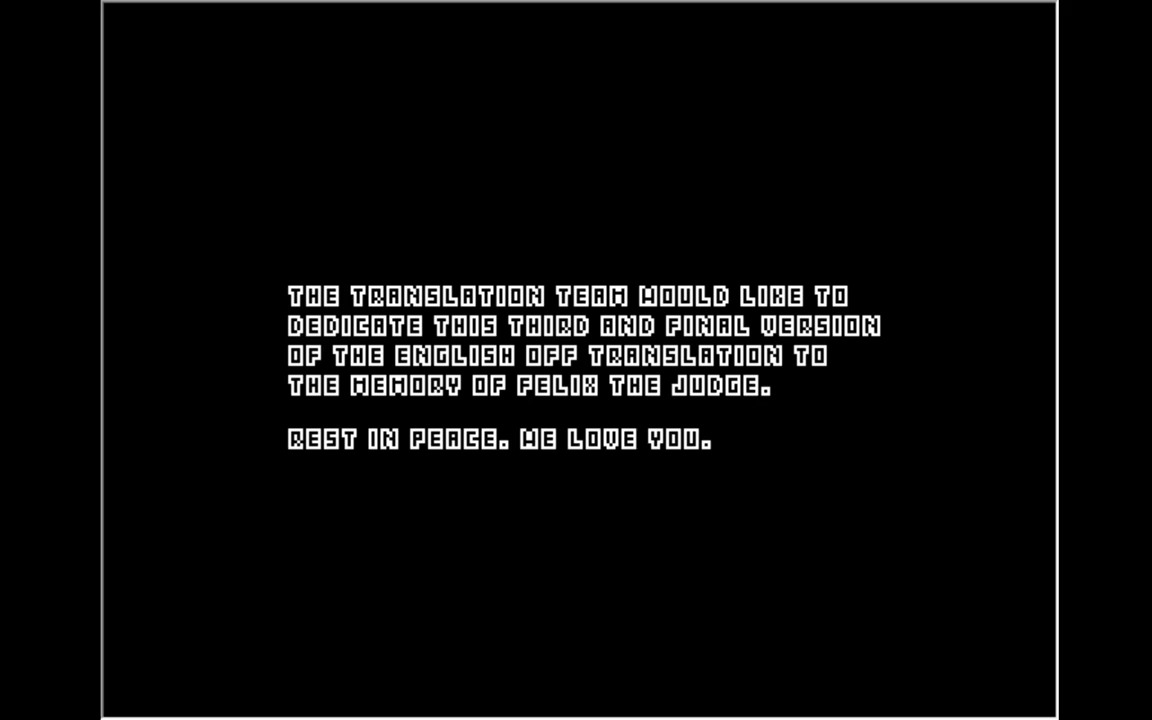 THE TRANSLATION TEAM WOULD LIKE TO
DEDICATE THIS THIRD AND FINAL VERSION
OF THE ENGLISH OFF TRANSLATION TO
THE MEMORY OF FELIX THE JUDGE.
REST IN PEACE. WE LOVE YOU.